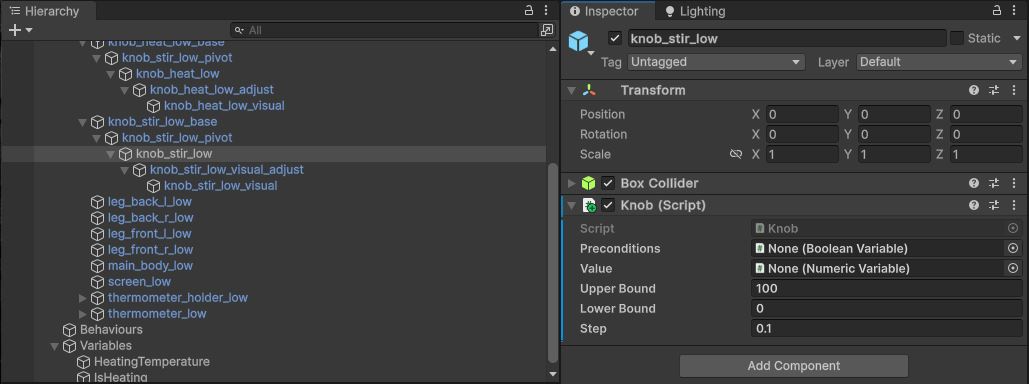 Hierarchy
All
knob_heat_low_base
knob_stir_low_pivot
knob_heat_low
knob_heat_low_adjust
knob_heat_low_visual
knob_stir_low_base
knob_stir_low_pivot
knob_stir_low
knob_stir_low_visual_adjust
knob_stir_low_visual
leg_back_l_low
leg_back_r_low
leg_front_l_low
leg_front_r_low
main_body_low
screen_low
thermometer_holder_low
thermometer_low
Behaviours
Variables
HeatingTemperature
IsHeating
Inspector Lighting
knob_stir_low Static
Tag Untagged Layer Default
Transform
Position X 0 Y 0 Z 0
Rotation X 0 Y 0 Z 0
Scale X 1 Y 1 Z 1
Box Collider
Knob (Script)
Script # Knob
Preconditions # None (Boolean Variable)
Value # None (Numeric Variable)
Upper Bound 100
Lower Bound 0
Step 0.1
Add Component